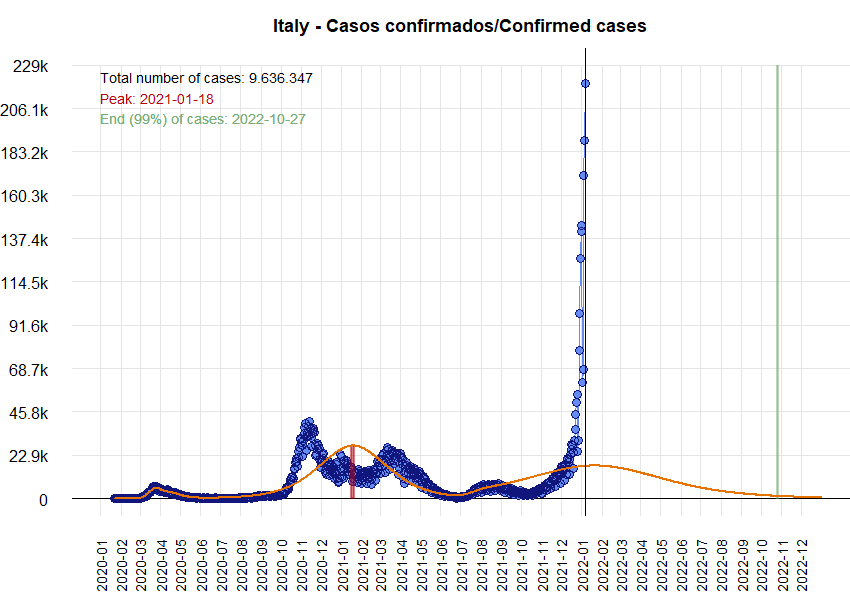 Italy - Casos confirmados/Confirmed cases
229k
Total number of cases: 9.636.347
Peak: 2021-01-18
206.1k
End (99%) of cases: 2022-10-27
183.2k
160.3k
137.4k
114.5k
91.6k
68.7k
45.8k
22.9k
0
2020-01
2020-02
2020-03
2020-04
2020-05
2020-06
2020-07
2020-08
2020-09
2020-10
2020-11
2020-12
2021-01
2021-02
2021-03
2021-04
2021-05
2021-06
2021-07
2021-08
2021-09
2021-10
2021-11
2021-12
2022-01
2022-02
2022-03
2022-04
2022-05
2022-06
2022-07
2022-08
2022-09
2022-10
2022-11
2022-12